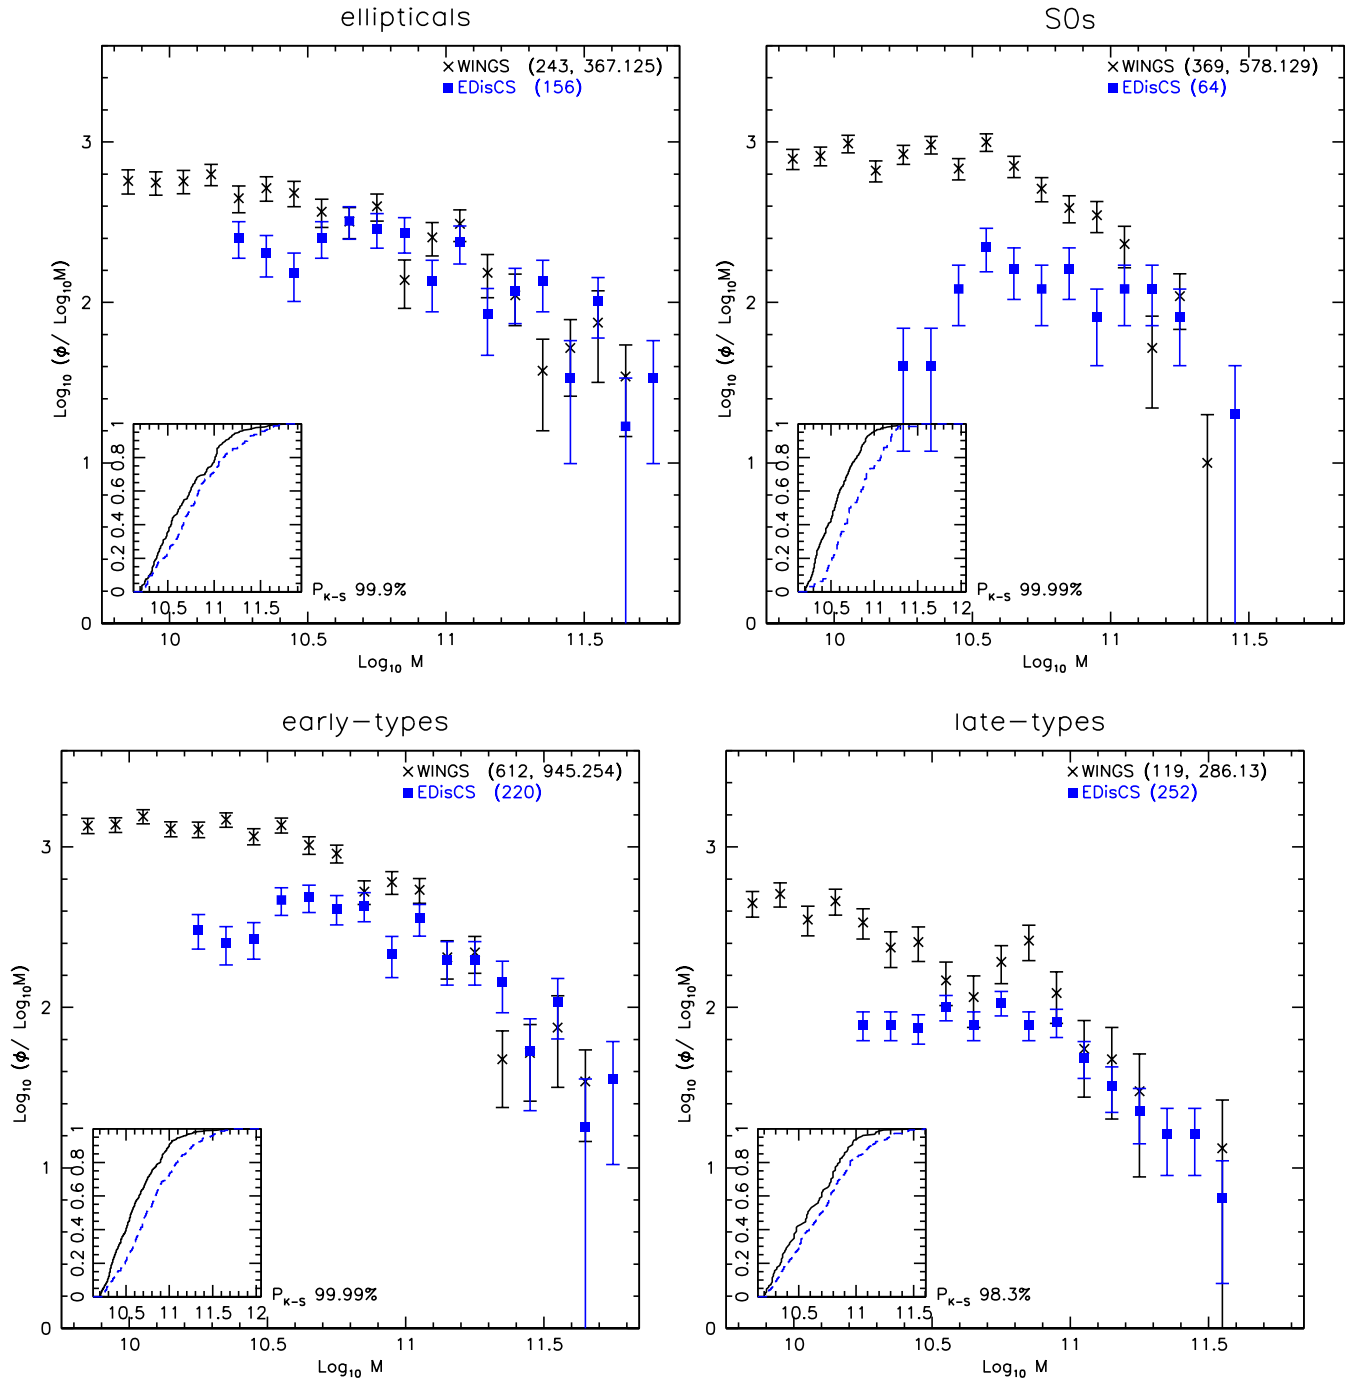 ellipticals
× WINGS (243, 367.125)
■ EDisCS (156)
3
2
1
0
Log₁₀ (ϕ/ Log₁₀M)
1
0.8
0.6
0.4
0.2
0
10.5 11 11.5
P_K-S 99.9%
10 10.5 11 11.5
Log₁₀ M
S0s
× WINGS (369, 578.129)
■ EDisCS (64)
3
2
1
0
Log₁₀ (ϕ/ Log₁₀M)
1
0.8
0.6
0.4
0.2
0
10.5 11 11.5 12
P_K-S 99.99%
10 10.5 11 11.5
Log₁₀ M
early-types
× WINGS (612, 945.254)
■ EDisCS (220)
3
2
1
0
Log₁₀ (ϕ/ Log₁₀M)
1
0.8
0.6
0.4
0.2
0
10.5 11 11.5 12
P_K-S 99.99%
10 10.5 11 11.5
Log₁₀ M
late-types
× WINGS (119, 286.13)
■ EDisCS (252)
3
2
1
0
Log₁₀ (ϕ/ Log₁₀M)
1
0.8
0.6
0.4
0.2
0
10.5 11 11.5
P_K-S 98.3%
10 10.5 11 11.5
Log₁₀ M